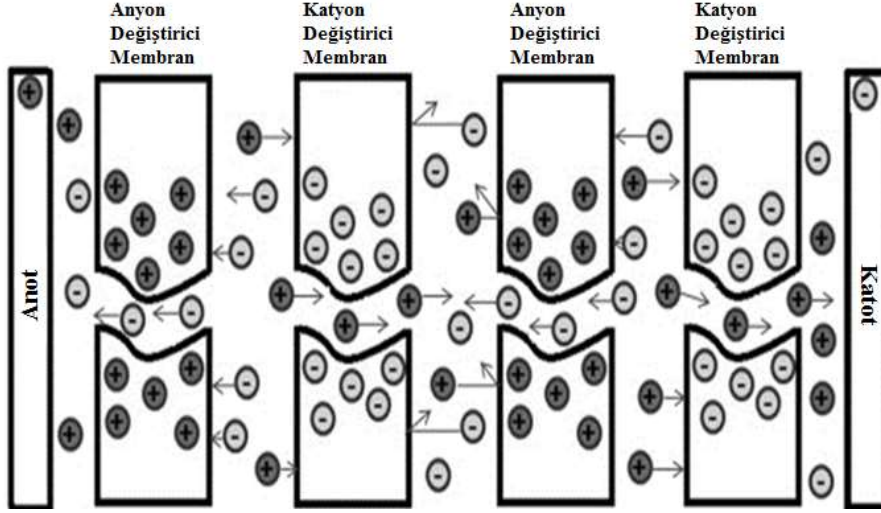 Anyon
Değiştirici
Membran
Katyon
Değiştirici
Membran
Anyon
Değiştirici
Membran
Katyon
Değiştirici
Membran
Anot
Katot